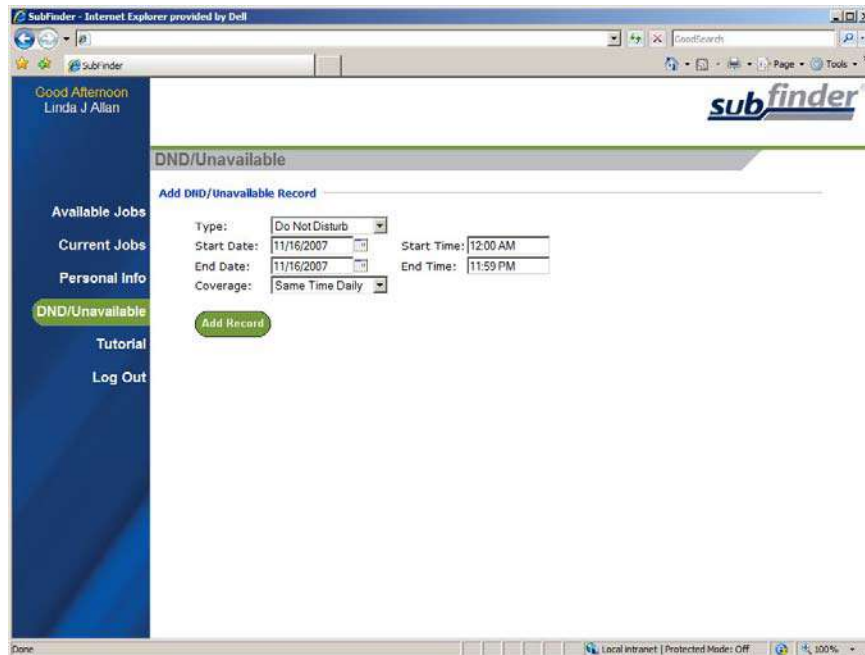 SubFinder - Internet Explorer provided by Dell
GoodSearch
SubFinder
Page
Tools
Good Afternoon
Linda J Allan
subfinder
DND/Unavailable
Add DND/Unavailable Record
Available Jobs
Current Jobs
Personal Info
DND/Unavailable
Tutorial
Log Out
Type: Do Not Disturb
Start Date: 11/16/2007 Start Time: 12:00 AM
End Date: 11/16/2007 End Time: 11:59 PM
Coverage: Same Time Daily
Add Record
Done Local intranet | Protected Mode: Off 100%